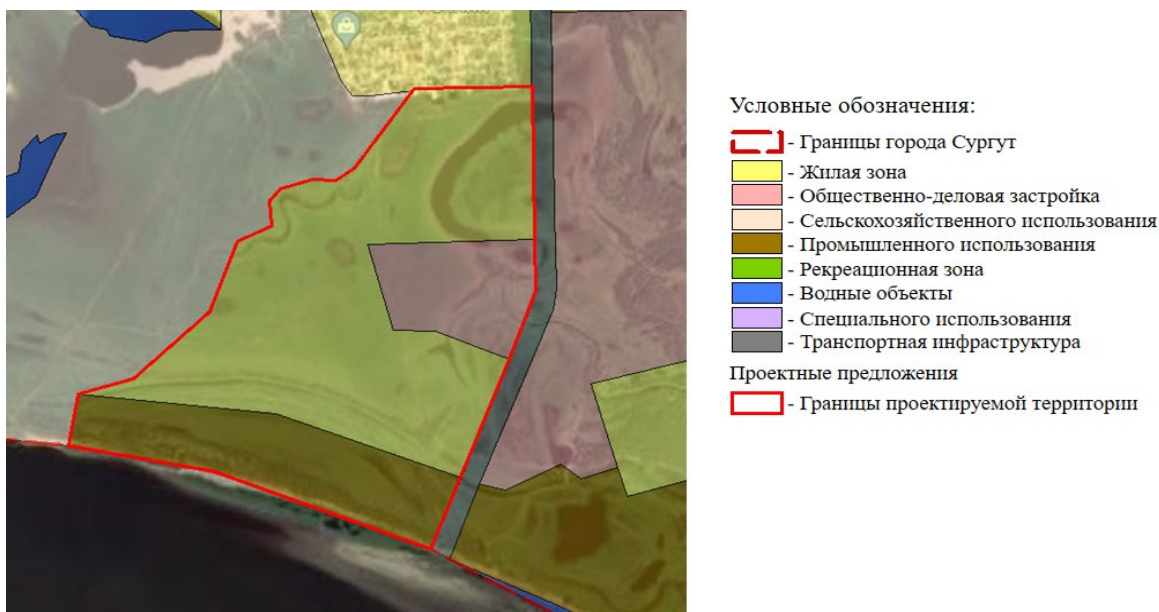 Условные обозначения:
- Границы города Сургут
- Жилая зона
- Общественно-деловая застройка
- Сельскохозяйственного использования
- Промышленного использования
- Рекреационная зона
- Водные объекты
- Специального использования
- Транспортная инфраструктура
Проектные предложения
- Границы проектируемой территории